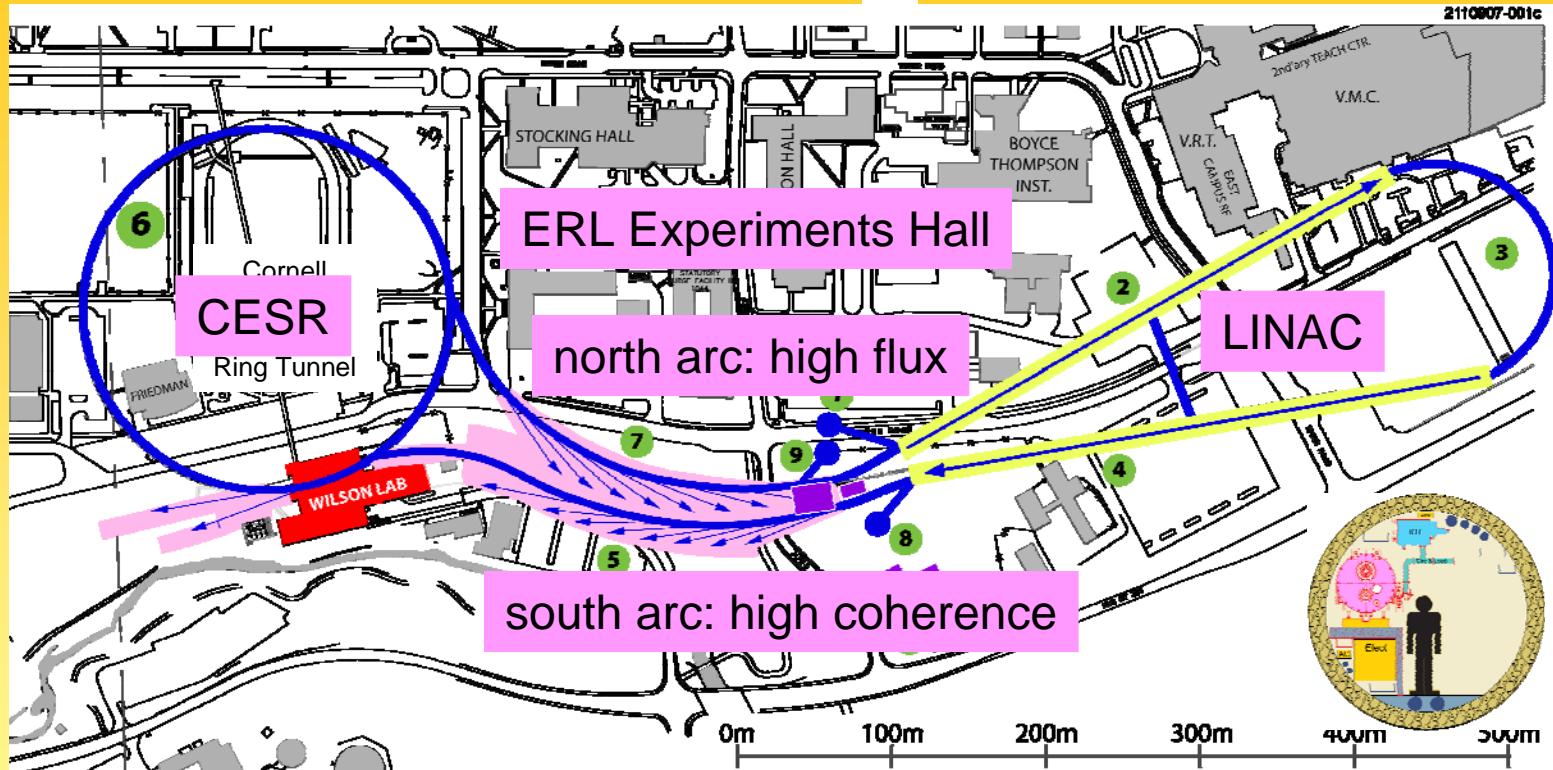 2110907-001c
2nd'ary TEACH CTR.
V.M.C.
STOCKING HALL
ON HALL
BOYCE
THOMPSON
INST.
V.R.T.
EAST
CAMPUS RF
6
ERL Experiments Hall
3
2
Cornell
CESR
Ring Tunnel
LINAC
north arc: high flux
FRIEDMAN
7
9
4
WILSON LAB
8
5
south arc: high coherence
Elect
0m
100m
200m
300m
400m
500m